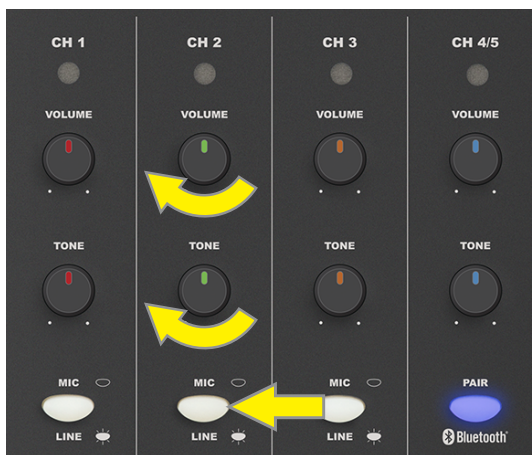 CH 1 CH 2 CH 3 CH 4/5
VOLUME VOLUME VOLUME VOLUME
TONE TONE TONE TONE
MIC MIC MIC PAIR
LINE LINE LINE Bluetooth®